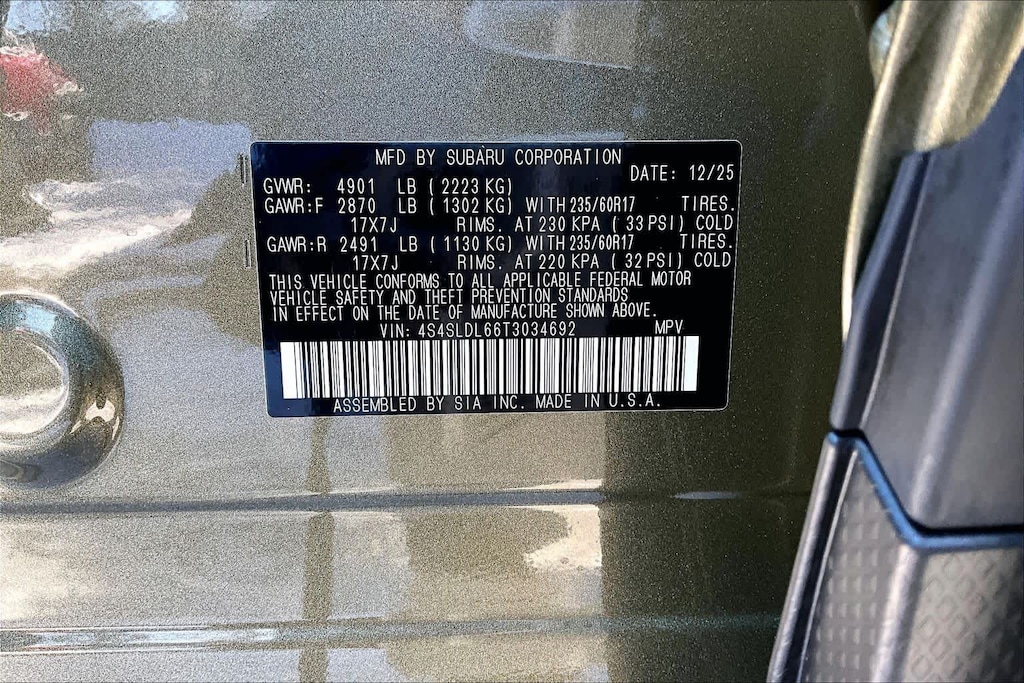 MFD BY SUBARU CORPORATION
DATE: 12/25
GVWR: 4901 LB (2223 KG)
GAWR:F 2870 LB (1302 KG) WITH 235/60R17 TIRES.
17X7J RIMS. AT 230 KPA (33 PSI) COLD
GAWR:R 2491 LB (1130 KG) WITH 235/60R17 TIRES.
17X7J RIMS. AT 220 KPA (32 PSI) COLD
THIS VEHICLE CONFORMS TO ALL APPLICABLE FEDERAL MOTOR
VEHICLE SAFETY AND THEFT PREVENTION STANDARDS
IN EFFECT ON THE DATE OF MANUFACTURE SHOWN ABOVE.
VIN: 4S4SLDL66T3034692 MPV
ASSEMBLED BY SIA INC. MADE IN U.S.A.